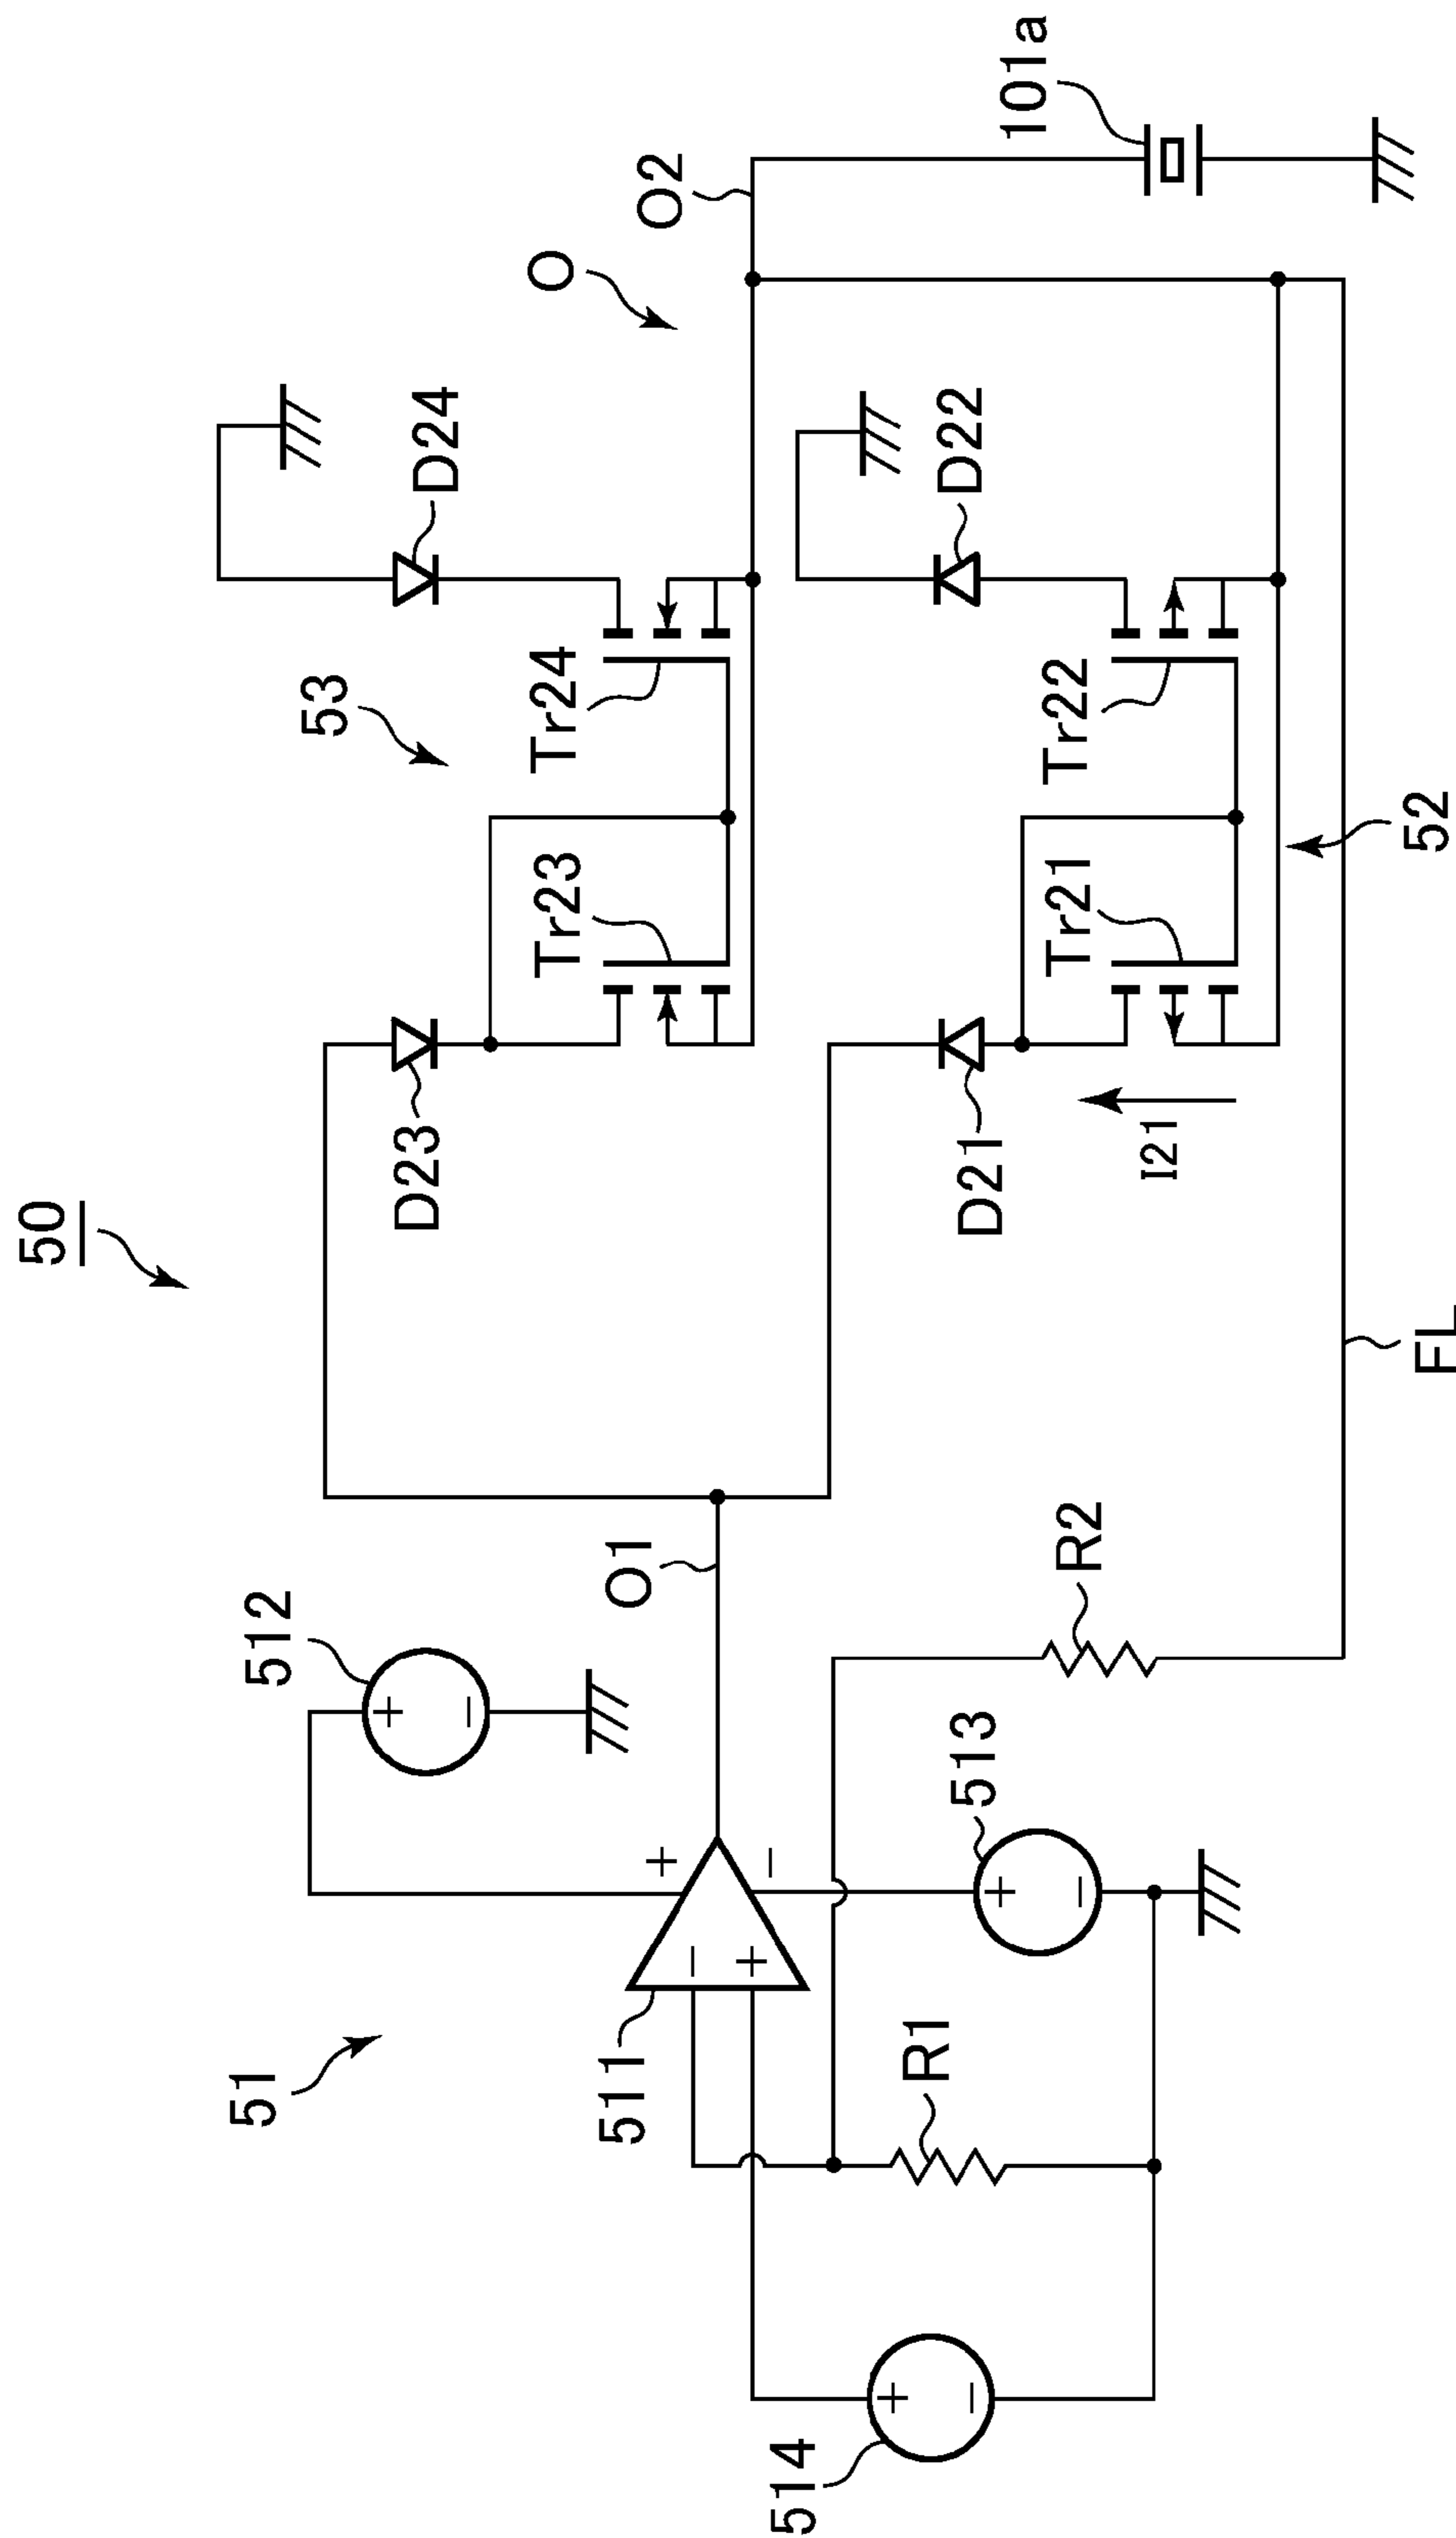 50
53
O
O2
101a
D23
D24
Tr23
Tr24
51
512
+
−
O1
D21
D22
Tr21
Tr22
I21
52
511
−
+
+
−
R1
513
+
−
R2
514
+
−
FL